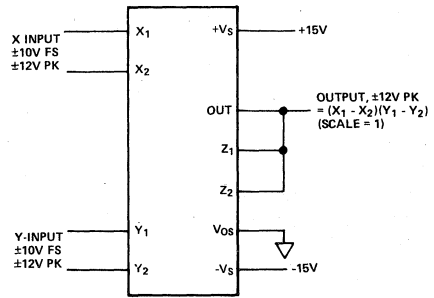 X INPUT
±10V FS
±12V PK
X1
X2
+VS
+15V
OUT
OUTPUT, ±12V PK
= (X1 - X2)(Y1 - Y2)
(SCALE = 1)
Z1
Z2
Y-INPUT
±10V FS
±12V PK
Y1
Y2
VOS
-VS
-15V